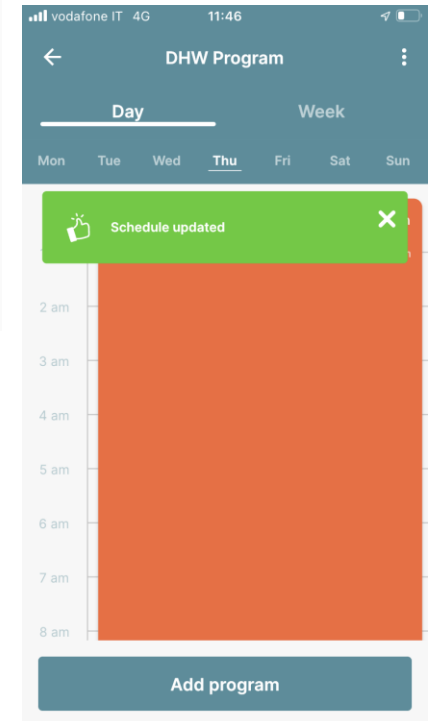 vodafone IT 4G 11:46
DHW Program
Day Week
Mon Tue Wed Thu Fri Sat Sun
Schedule updated
2 am
3 am
4 am
5 am
6 am
7 am
8 am
Add program